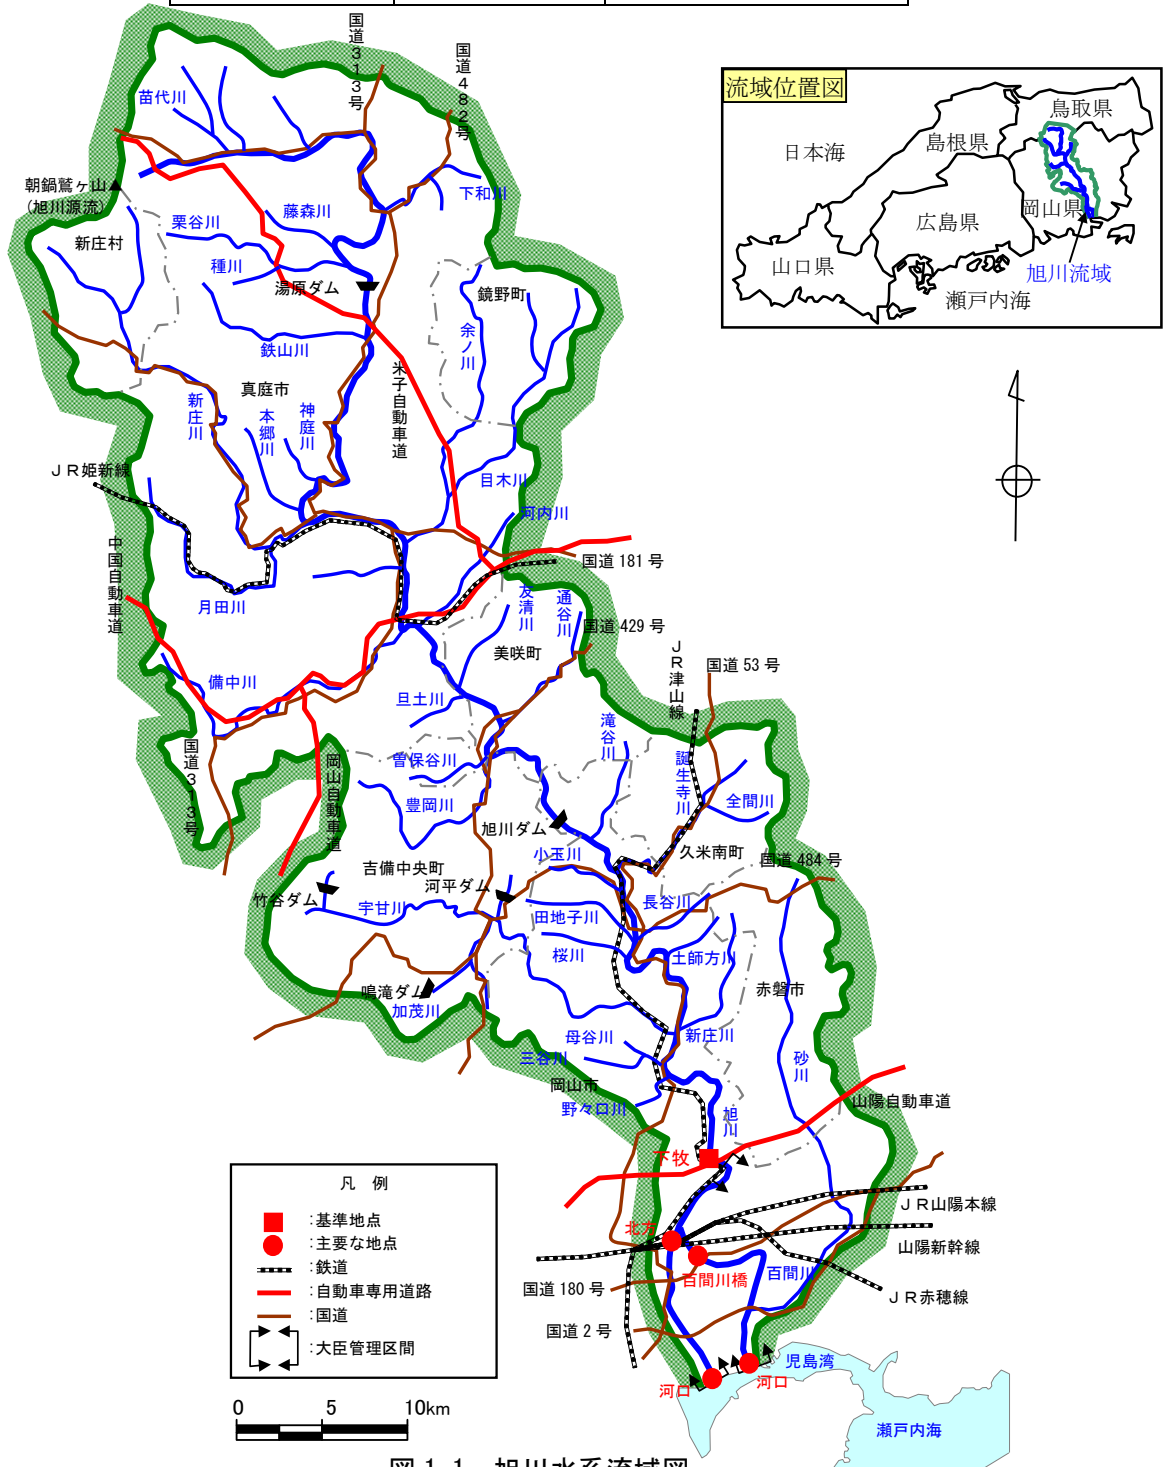 国道313号
国道482号
苗代川
朝鍋鷲ヶ山
(旭川源流)
新庄村
栗谷川
藤森川
下和川
種川
湯原ダム
鏡野町
余ノ川
鉄山川
真庭市
米子自動車道
新庄川
本郷川
神庭川
JR姫新線
目木川
河内川
中国自動車道
国道181号
月田川
友清川
通谷川
国道429号
美咲町
JR津山線
国道53号
備中川
旦土川
滝谷川
国道313号
岡山自動車道
曽保谷川
誕生寺川
豊岡川
全間川
旭川ダム
小玉川
久米南町
国道484号
吉備中央町
河平ダム
竹谷ダム
宇甘川
長谷川
田地子川
桜川
土師方川
鳴滝ダム
加茂川
赤磐市
母谷川
新庄川
三谷川
砂川
岡山市
野々口川
旭川
山陽自動車道
下牧
JR山陽本線
北方
山陽新幹線
百間川橋
百間川
国道180号
JR赤穂線
国道2号
児島湾
河口
河口
瀬戸内海
流域位置図
鳥取県
島根県
日本海
岡山県
広島県
山口県
旭川流域
瀬戸内海
凡 例
:基準地点
:主要な地点
:鉄道
:自動車専用道路
:国道
:大臣管理区間
0 5 10km
図1-1 旭川水系流域図